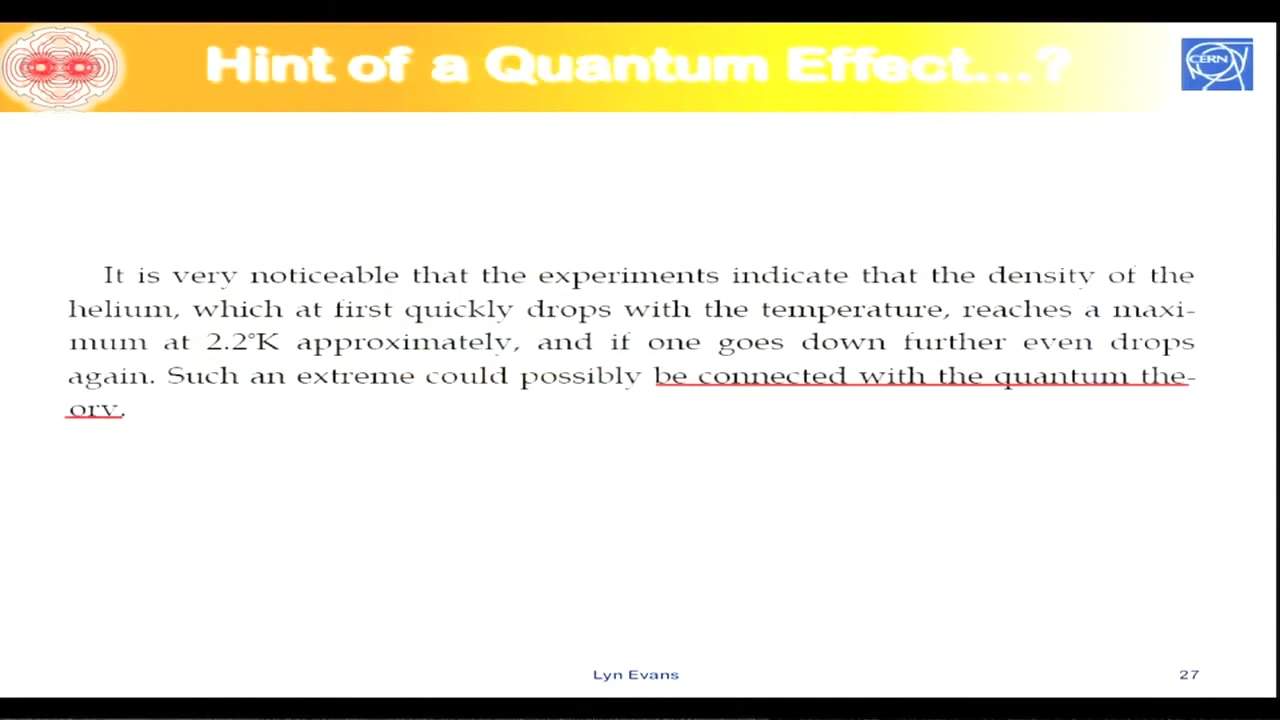 Hint of a Quantum Effect...?
CERN
It is very noticeable that the experiments indicate that the density of the
helium, which at first quickly drops with the temperature, reaches a maxi-
mum at 2.2°K approximately, and if one goes down further even drops
again. Such an extreme could possibly be connected with the quantum the-
ory.
Lyn Evans
27